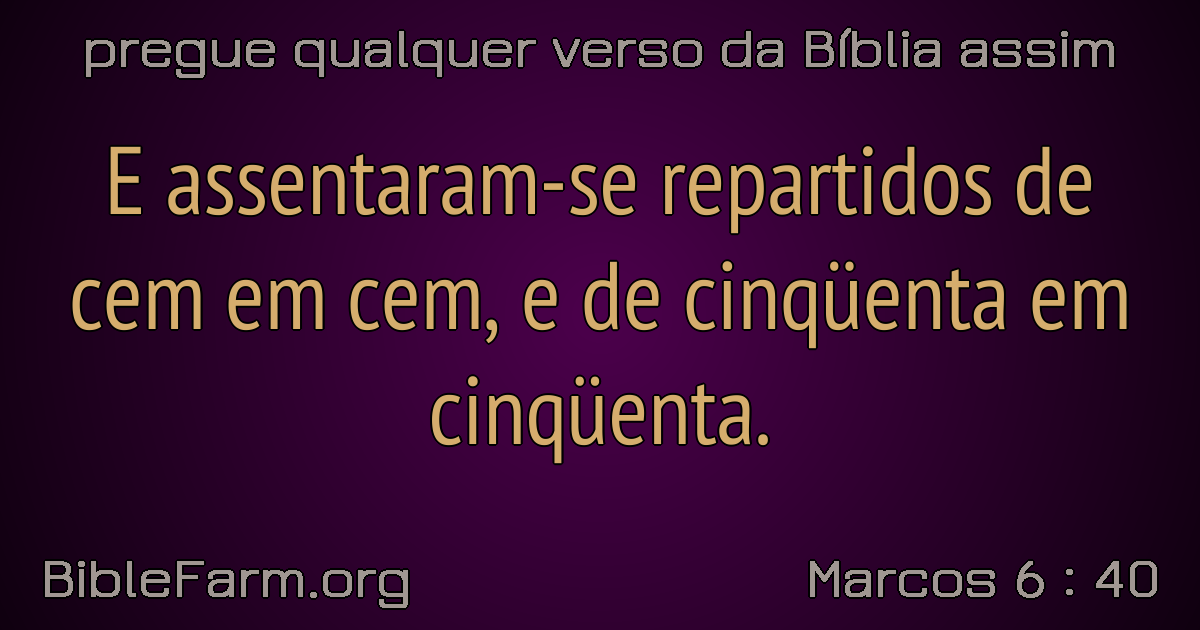 pregue qualquer verso da Bíblia assim
E assentaram-se repartidos de
cem em cem, e de cinqüenta em
cinqüenta.
BibleFarm.org
Marcos 6 : 40